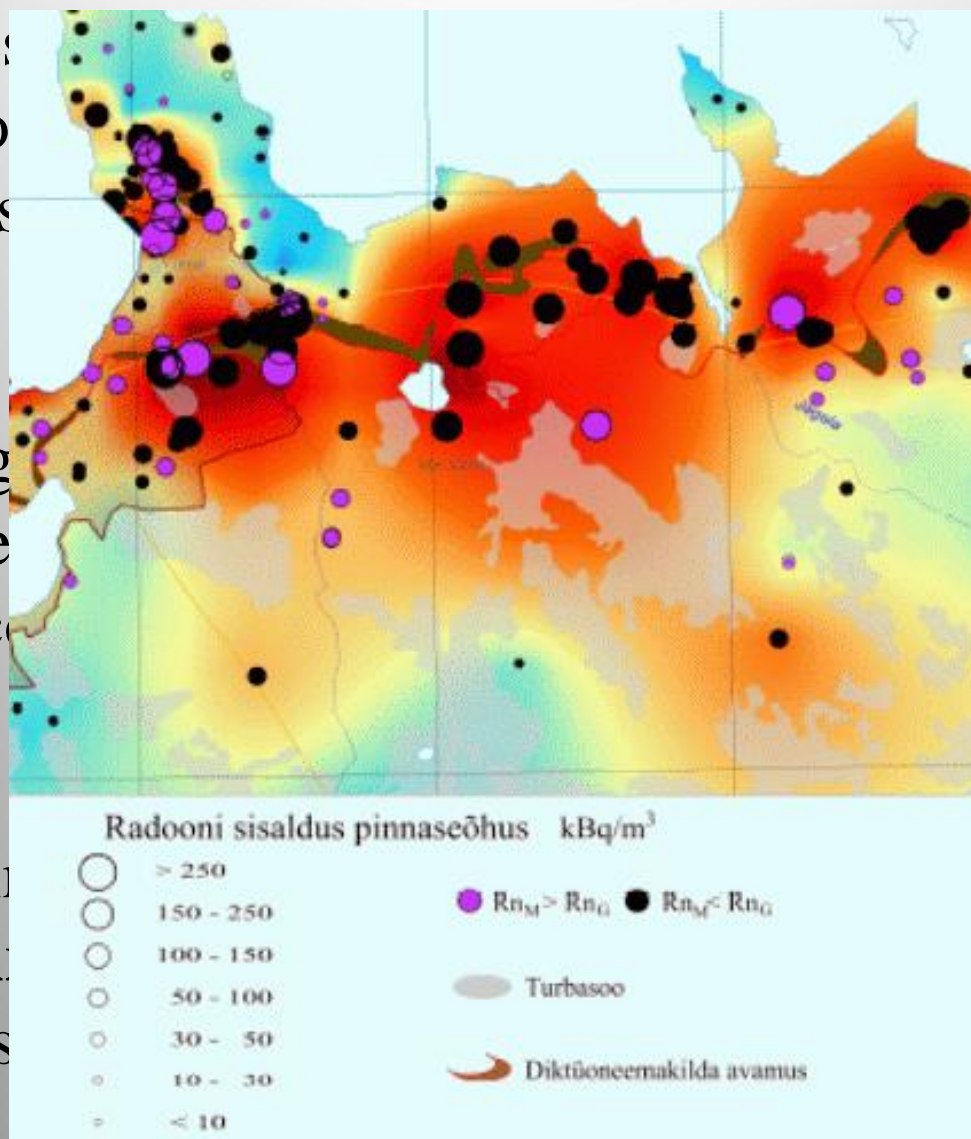 Jägala
Radooni sisaldus pinnaseõhus kBq/m³
> 250
150 - 250
100 - 150
50 - 100
30 - 50
10 - 30
< 10
Rn_M > Rn_G
Rn_M < Rn_G
Turbasoo
Diktüoneemakilda avamus